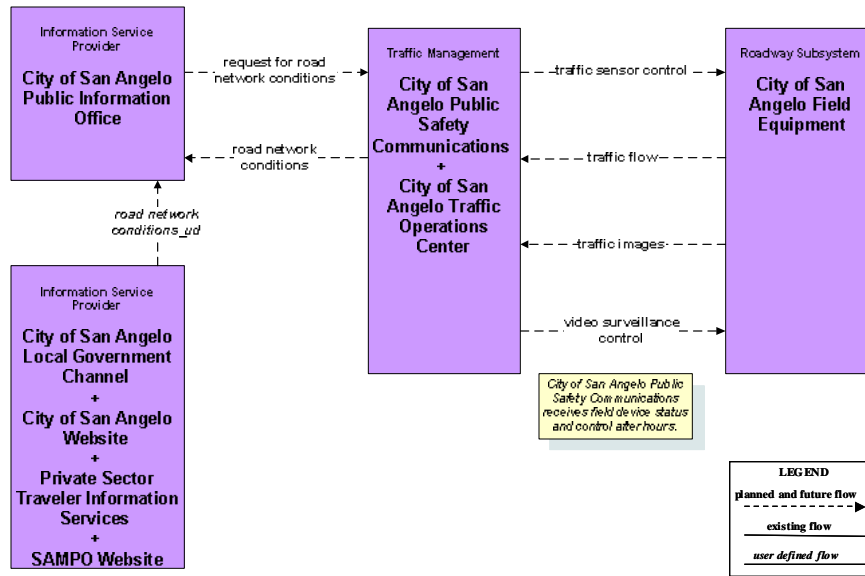 Information Service
Provider
City of San Angelo
Public Information
Office
request for road
network conditions
road network
conditions
Traffic Management
City of San
Angelo Public
Safety
Communications
+
City of San
Angelo Traffic
Operations
Center
traffic sensor control
traffic flow
traffic images
video surveillance
control
Roadway Subsystem
City of San
Angelo Field
Equipment
road network
conditions_ud
Information Service
Provider
City of San Angelo
Local Government
Channel
+
City of San Angelo
Website
+
Private Sector
Traveler Information
Services
+
SAMPO Website
City of San Angelo Public
Safety Communications
receives field device status
and control after hours.
LEGEND
planned and future flow
existing flow
user defined flow